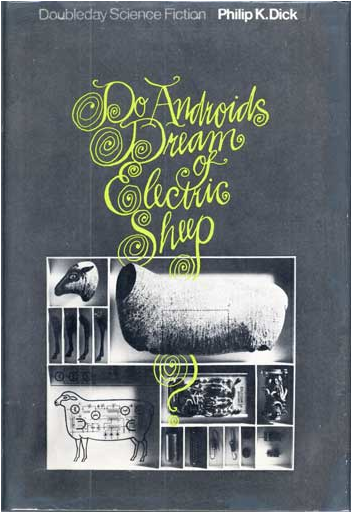 Doubleday Science Fiction Philip K. Dick
Do Androids
Dream
of
Electric
Sheep
?